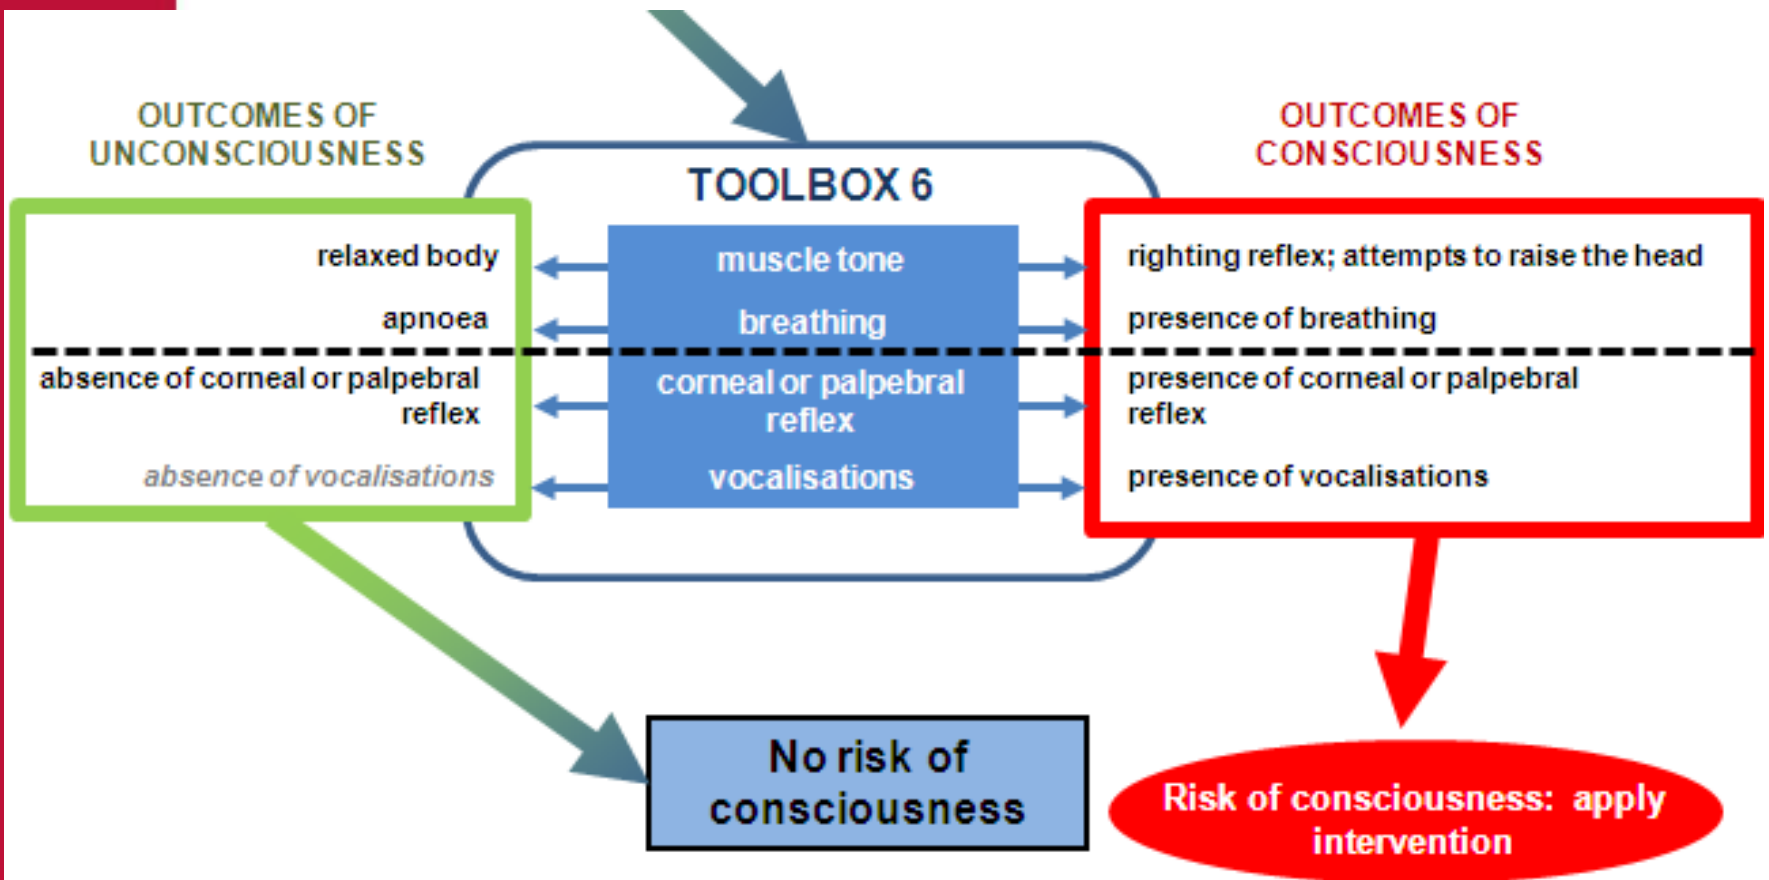 OUTCOMES OF
UNCONSCIOUSNESS
OUTCOMES OF
CONSCIOUSNESS
TOOLBOX 6
relaxed body
muscle tone
righting reflex; attempts to raise the head
apnoea
breathing
presence of breathing
absence of corneal or palpebral
reflex
corneal or palpebral
reflex
presence of corneal or palpebral
reflex
absence of vocalisations
vocalisations
presence of vocalisations
No risk of
consciousness
Risk of consciousness: apply
intervention